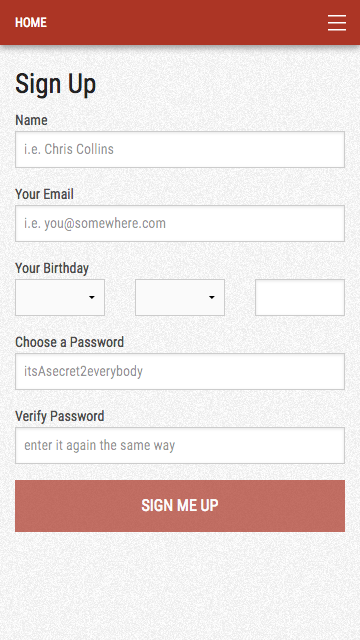 HOME
Sign Up
Name
i.e. Chris Collins
Your Email
i.e. you@somewhere.com
Your Birthday
Choose a Password
itsAsecret2everybody
Verify Password
enter it again the same way
SIGN ME UP